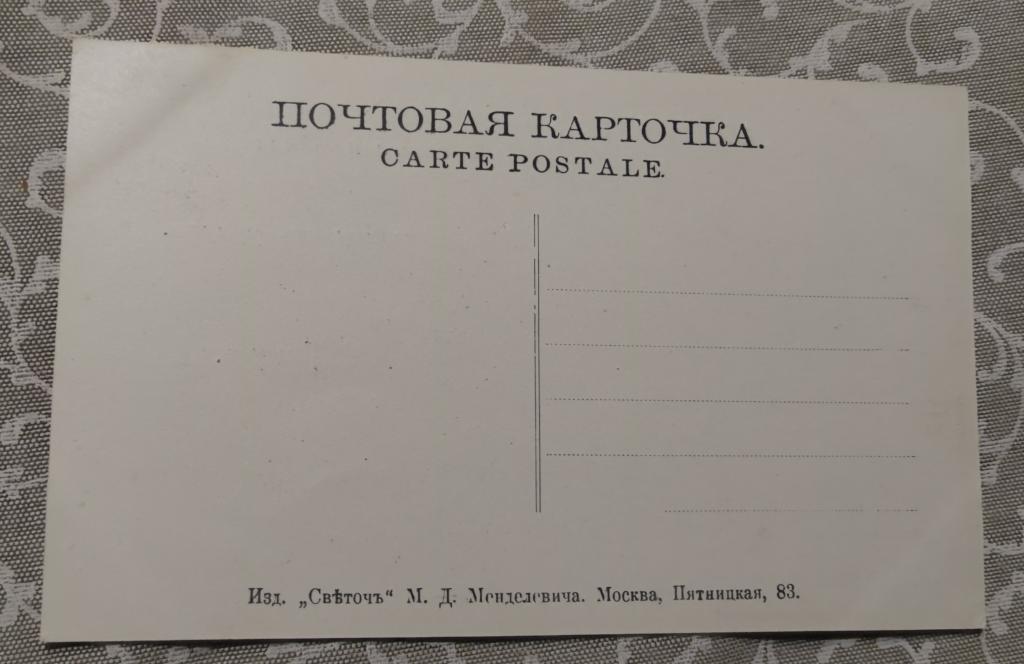 ПОЧТОВАЯ КАРТОЧКА.
CARTE POSTALE.
Изд. „Свѣточъ“ М. Д. Менделевича. Москва, Пятницкая, 83.